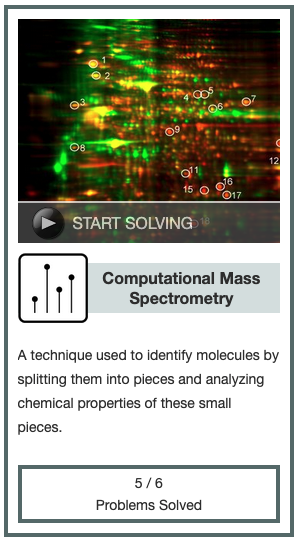 1
2
3
4
5
6
7
8
9
11
12
15
16
17
18
START SOLVING
Computational Mass
Spectrometry
A technique used to identify molecules by
splitting them into pieces and analyzing
chemical properties of these small
pieces.
5 / 6
Problems Solved